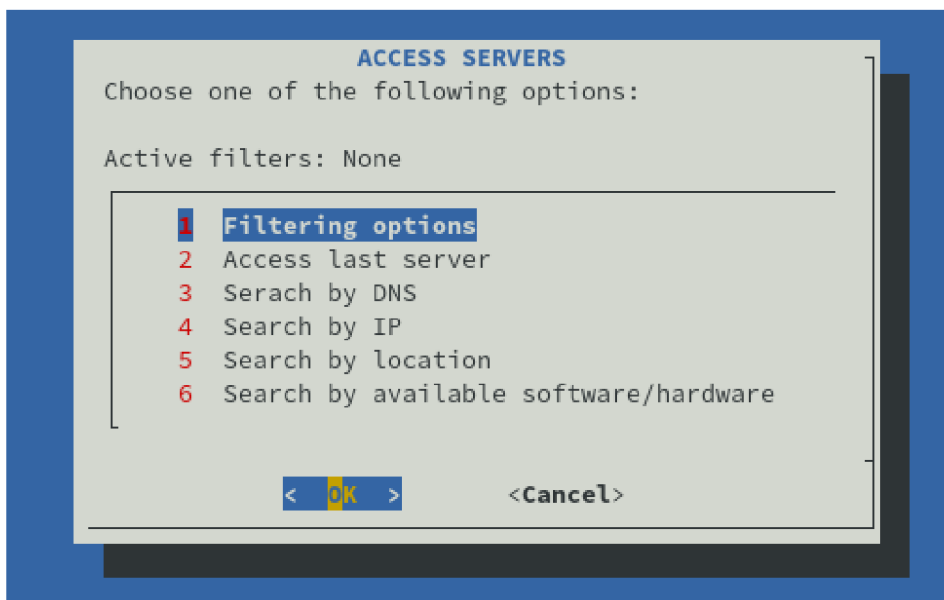 ACCESS SERVERS
Choose one of the following options:
Active filters: None
1 Filtering options
2 Access last server
3 Serach by DNS
4 Search by IP
5 Search by location
6 Search by available software/hardware
< OK > <Cancel>